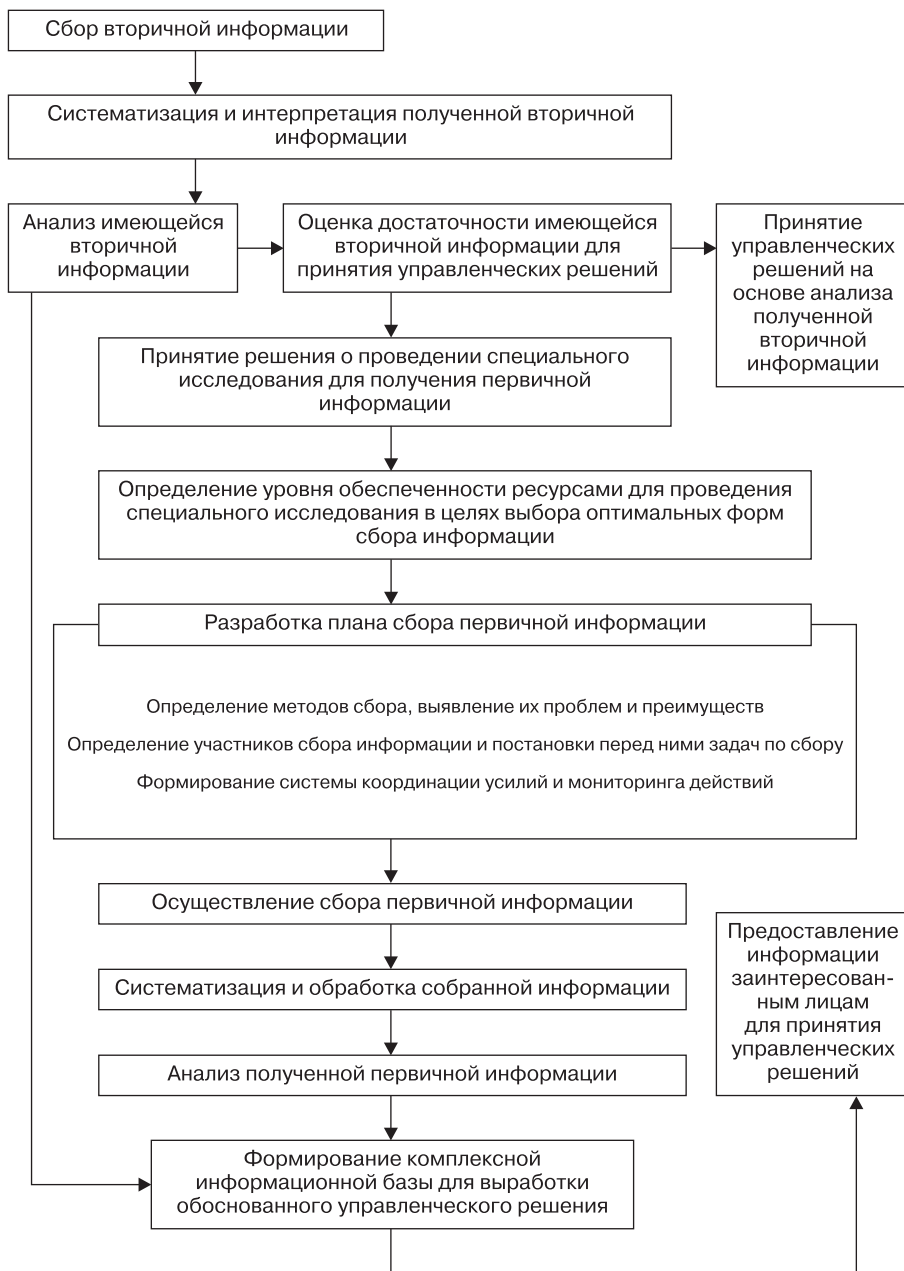 Сбор вторичной информации
Систематизация и интерпретация полученной вторичной
информации
Анализ имеющейся
вторичной
информации
Оценка достаточности имеющейся
вторичной информации для
принятия управленческих решений
Принятие
управленческих
решений на
основе анализа
полученной
вторичной
информации
Принятие решения о проведении специального
исследования для получения первичной
информации
Определение уровня обеспеченности ресурсами для проведения
специального исследования в целях выбора оптимальных форм
сбора информации
Разработка плана сбора первичной информации
Определение методов сбора, выявление их проблем и преимуществ
Определение участников сбора информации и постановки перед ними задач по сбору
Формирование системы координации усилий и мониторинга действий
Осуществление сбора первичной информации
Систематизация и обработка собранной информации
Анализ полученной первичной информации
Формирование комплексной
информационной базы для выработки
обоснованного управленческого решения
Предоставление
информации
заинтересован-
ным лицам
для принятия
управленческих
решений